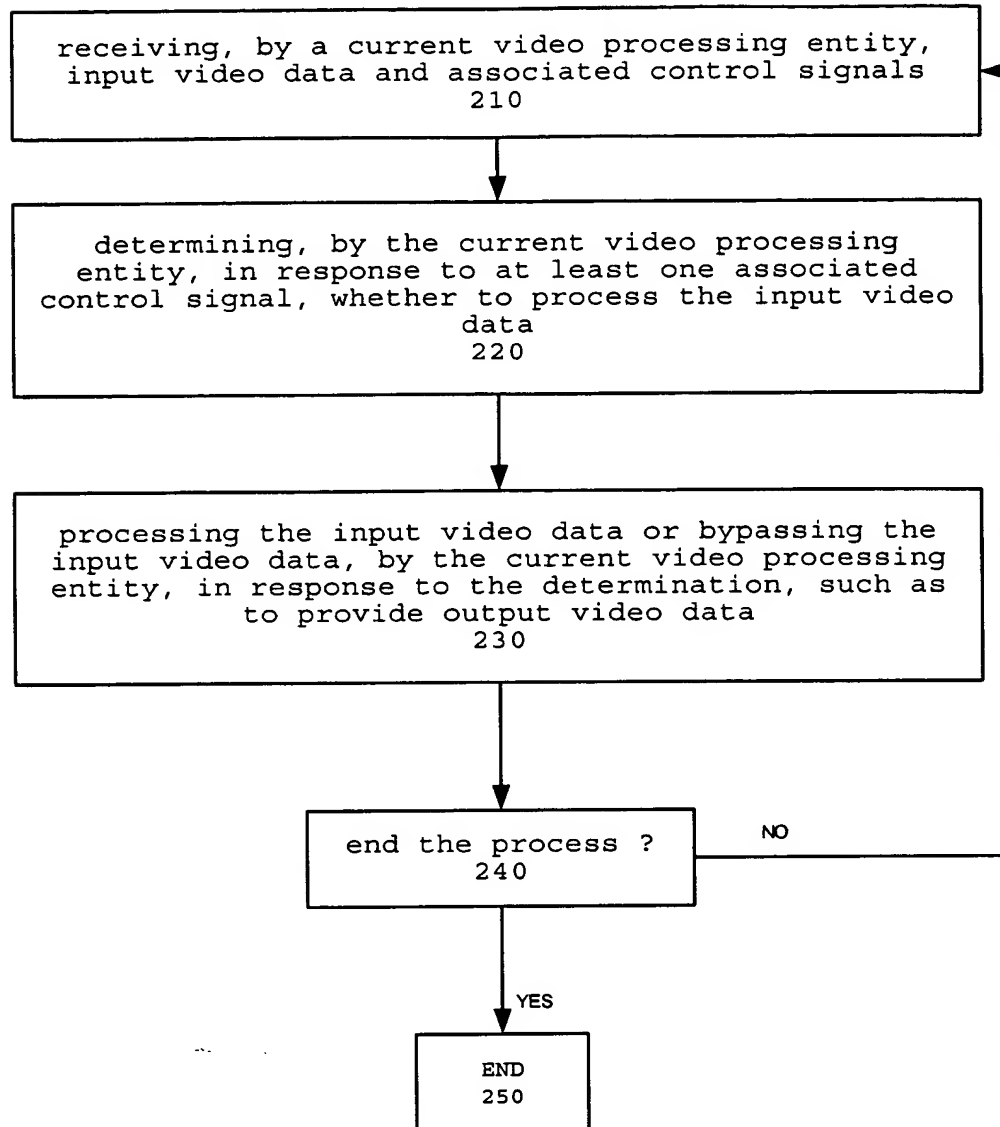 receiving, by a current video processing entity,
input video data and associated control signals
210
determining, by the current video processing
entity, in response to at least one associated
control signal, whether to process the input video
data
220
processing the input video data or bypassing the
input video data, by the current video processing
entity, in response to the determination, such as
to provide output video data
230
end the process ?
240
NO
YES
END
250